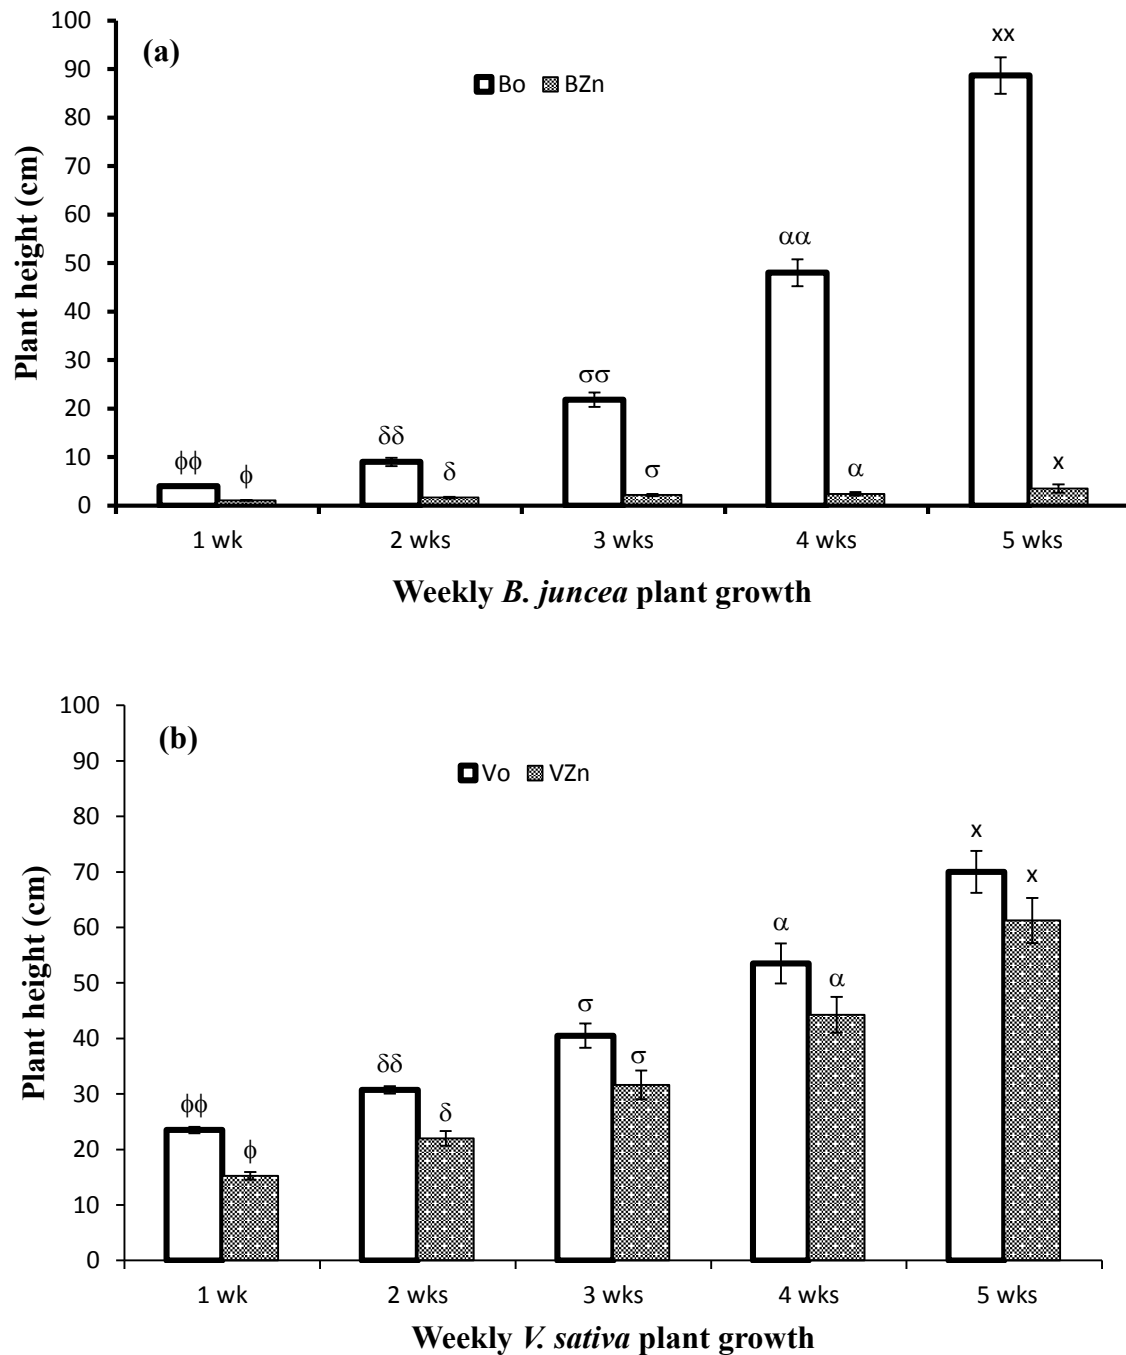 100
(a)
xx
90
Bo BZn
80
70
60
Plant height (cm)
αα
50
40
σσ
30
20
δδ
10
ϕϕ ϕ δ σ α x
0
1 wk 2 wks 3 wks 4 wks 5 wks
Weekly B. juncea plant growth
100
(b)
90
Vo VZn
80
x
70
x
60
Plant height (cm)
α
50
α
40
σ
σ
30
δδ
δ
20
ϕϕ
ϕ
10
0
1 wk 2 wks 3 wks 4 wks 5 wks
Weekly V. sativa plant growth